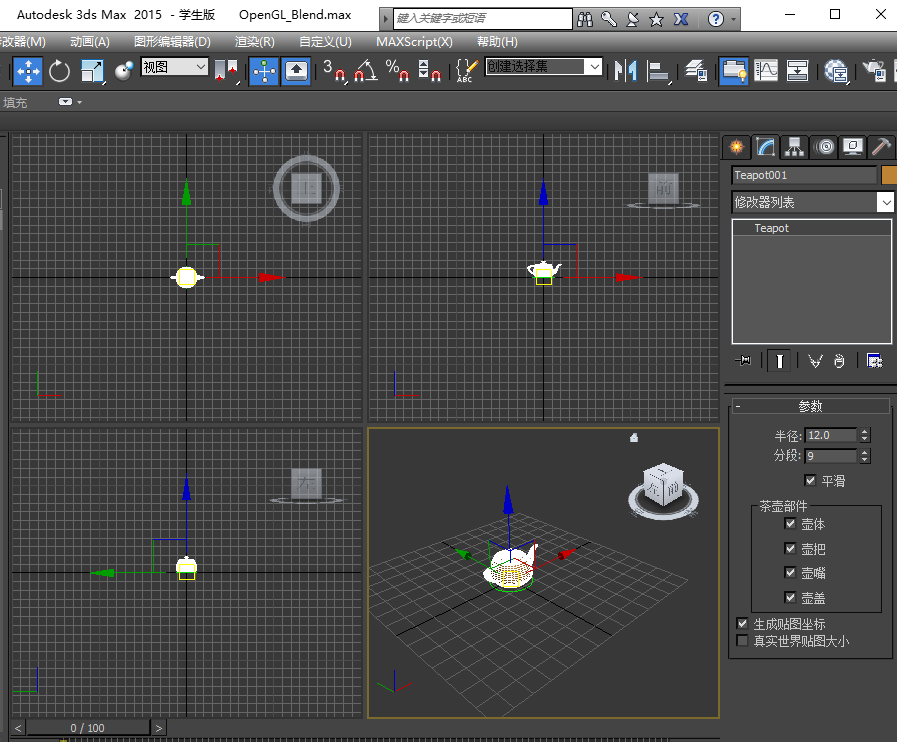 Autodesk 3ds Max 2015 - 学生版 OpenGL_Blend.max 键入关键字或短语
改器(M) 动画(A) 图形编辑器(D) 渲染(R) 自定义(U) MAXScript(X) 帮助(H)
视图 3 % ABC 创建选择集
填充
上 前
左
左 前
Teapot001
修改器列表
Teapot
- 参数
半径: 12.0
分段: 9
平滑
茶壶部件
壶体
壶把
壶嘴
壶盖
生成贴图坐标
真实世界贴图大小
< 0 / 100 >